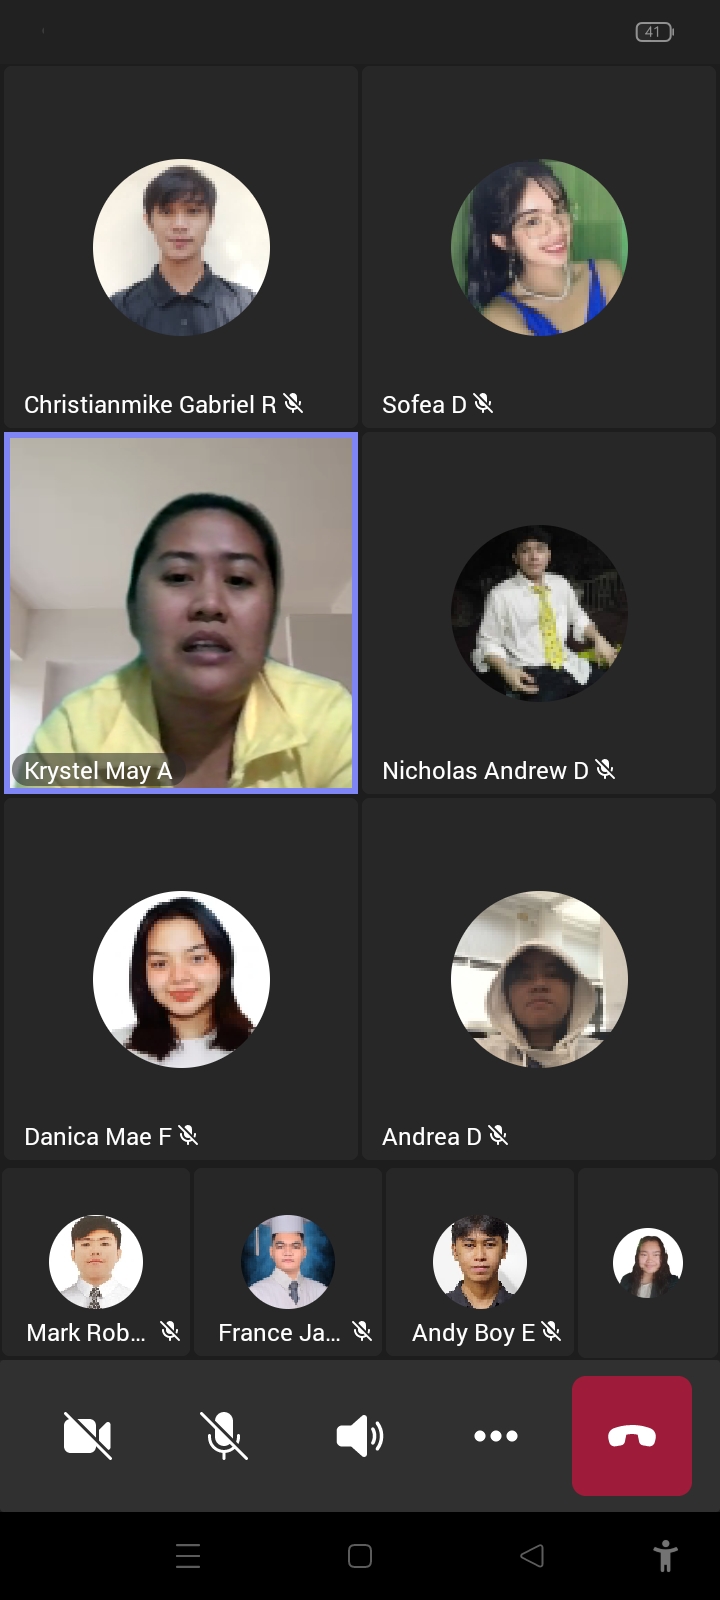 41
Christianmike Gabriel R
Sofea D
Krystel May A
Nicholas Andrew D
Danica Mae F
Andrea D
Mark Rob...
France Ja...
Andy Boy E